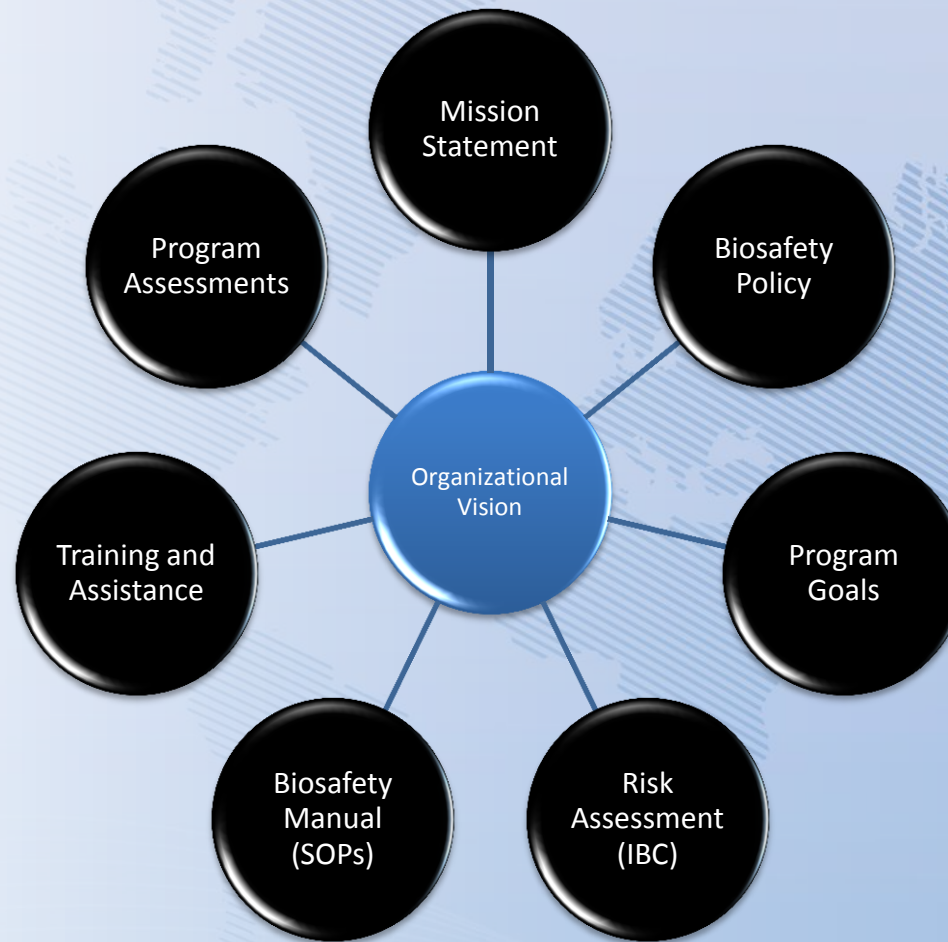 Mission
Statement
Biosafety
Policy
Program
Goals
Risk
Assessment
(IBC)
Biosafety
Manual
(SOPs)
Training and
Assistance
Program
Assessments
Organizational
Vision